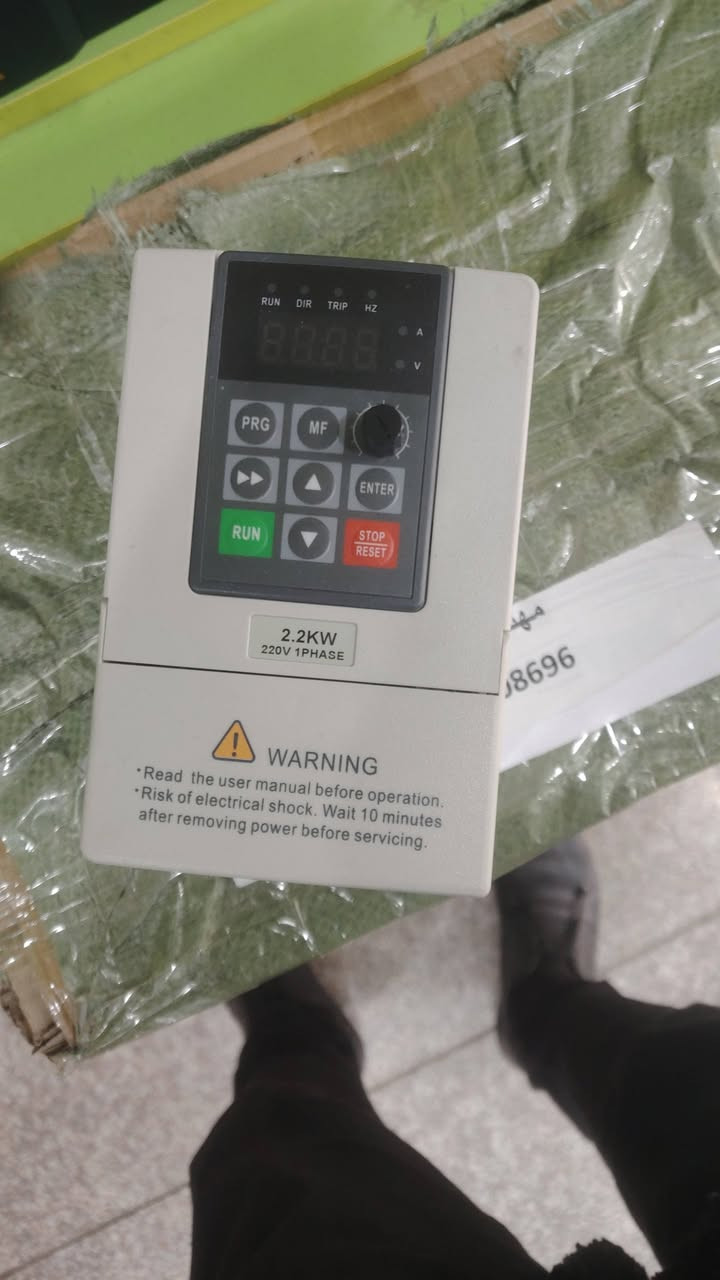 RUN DIR TRIP HZ
A
V
PRG MF
ENTER
RUN
STOP
RESET
2.2KW
220V 1PHASE
8696
WARNING
*Read the user manual before operation.
*Risk of electrical shock. Wait 10 minutes
after removing power before servicing.